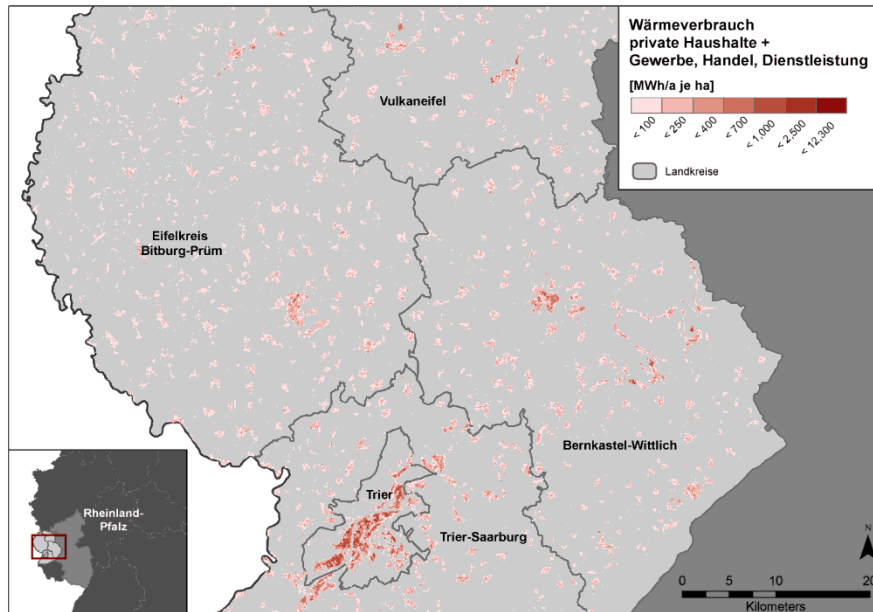 Wärmeverbrauch
private Haushalte +
Gewerbe, Handel, Dienstleistung
[MWh/a je ha]
< 100
< 250
< 400
< 700
< 1,000
< 2,500
< 12,300
Landkreise
Vulkaneifel
Eifelkreis
Bitburg-Prüm
Bernkastel-Wittlich
Trier
Trier-Saarburg
Rheinland-
Pfalz
N
0 5 10 20
Kilometers